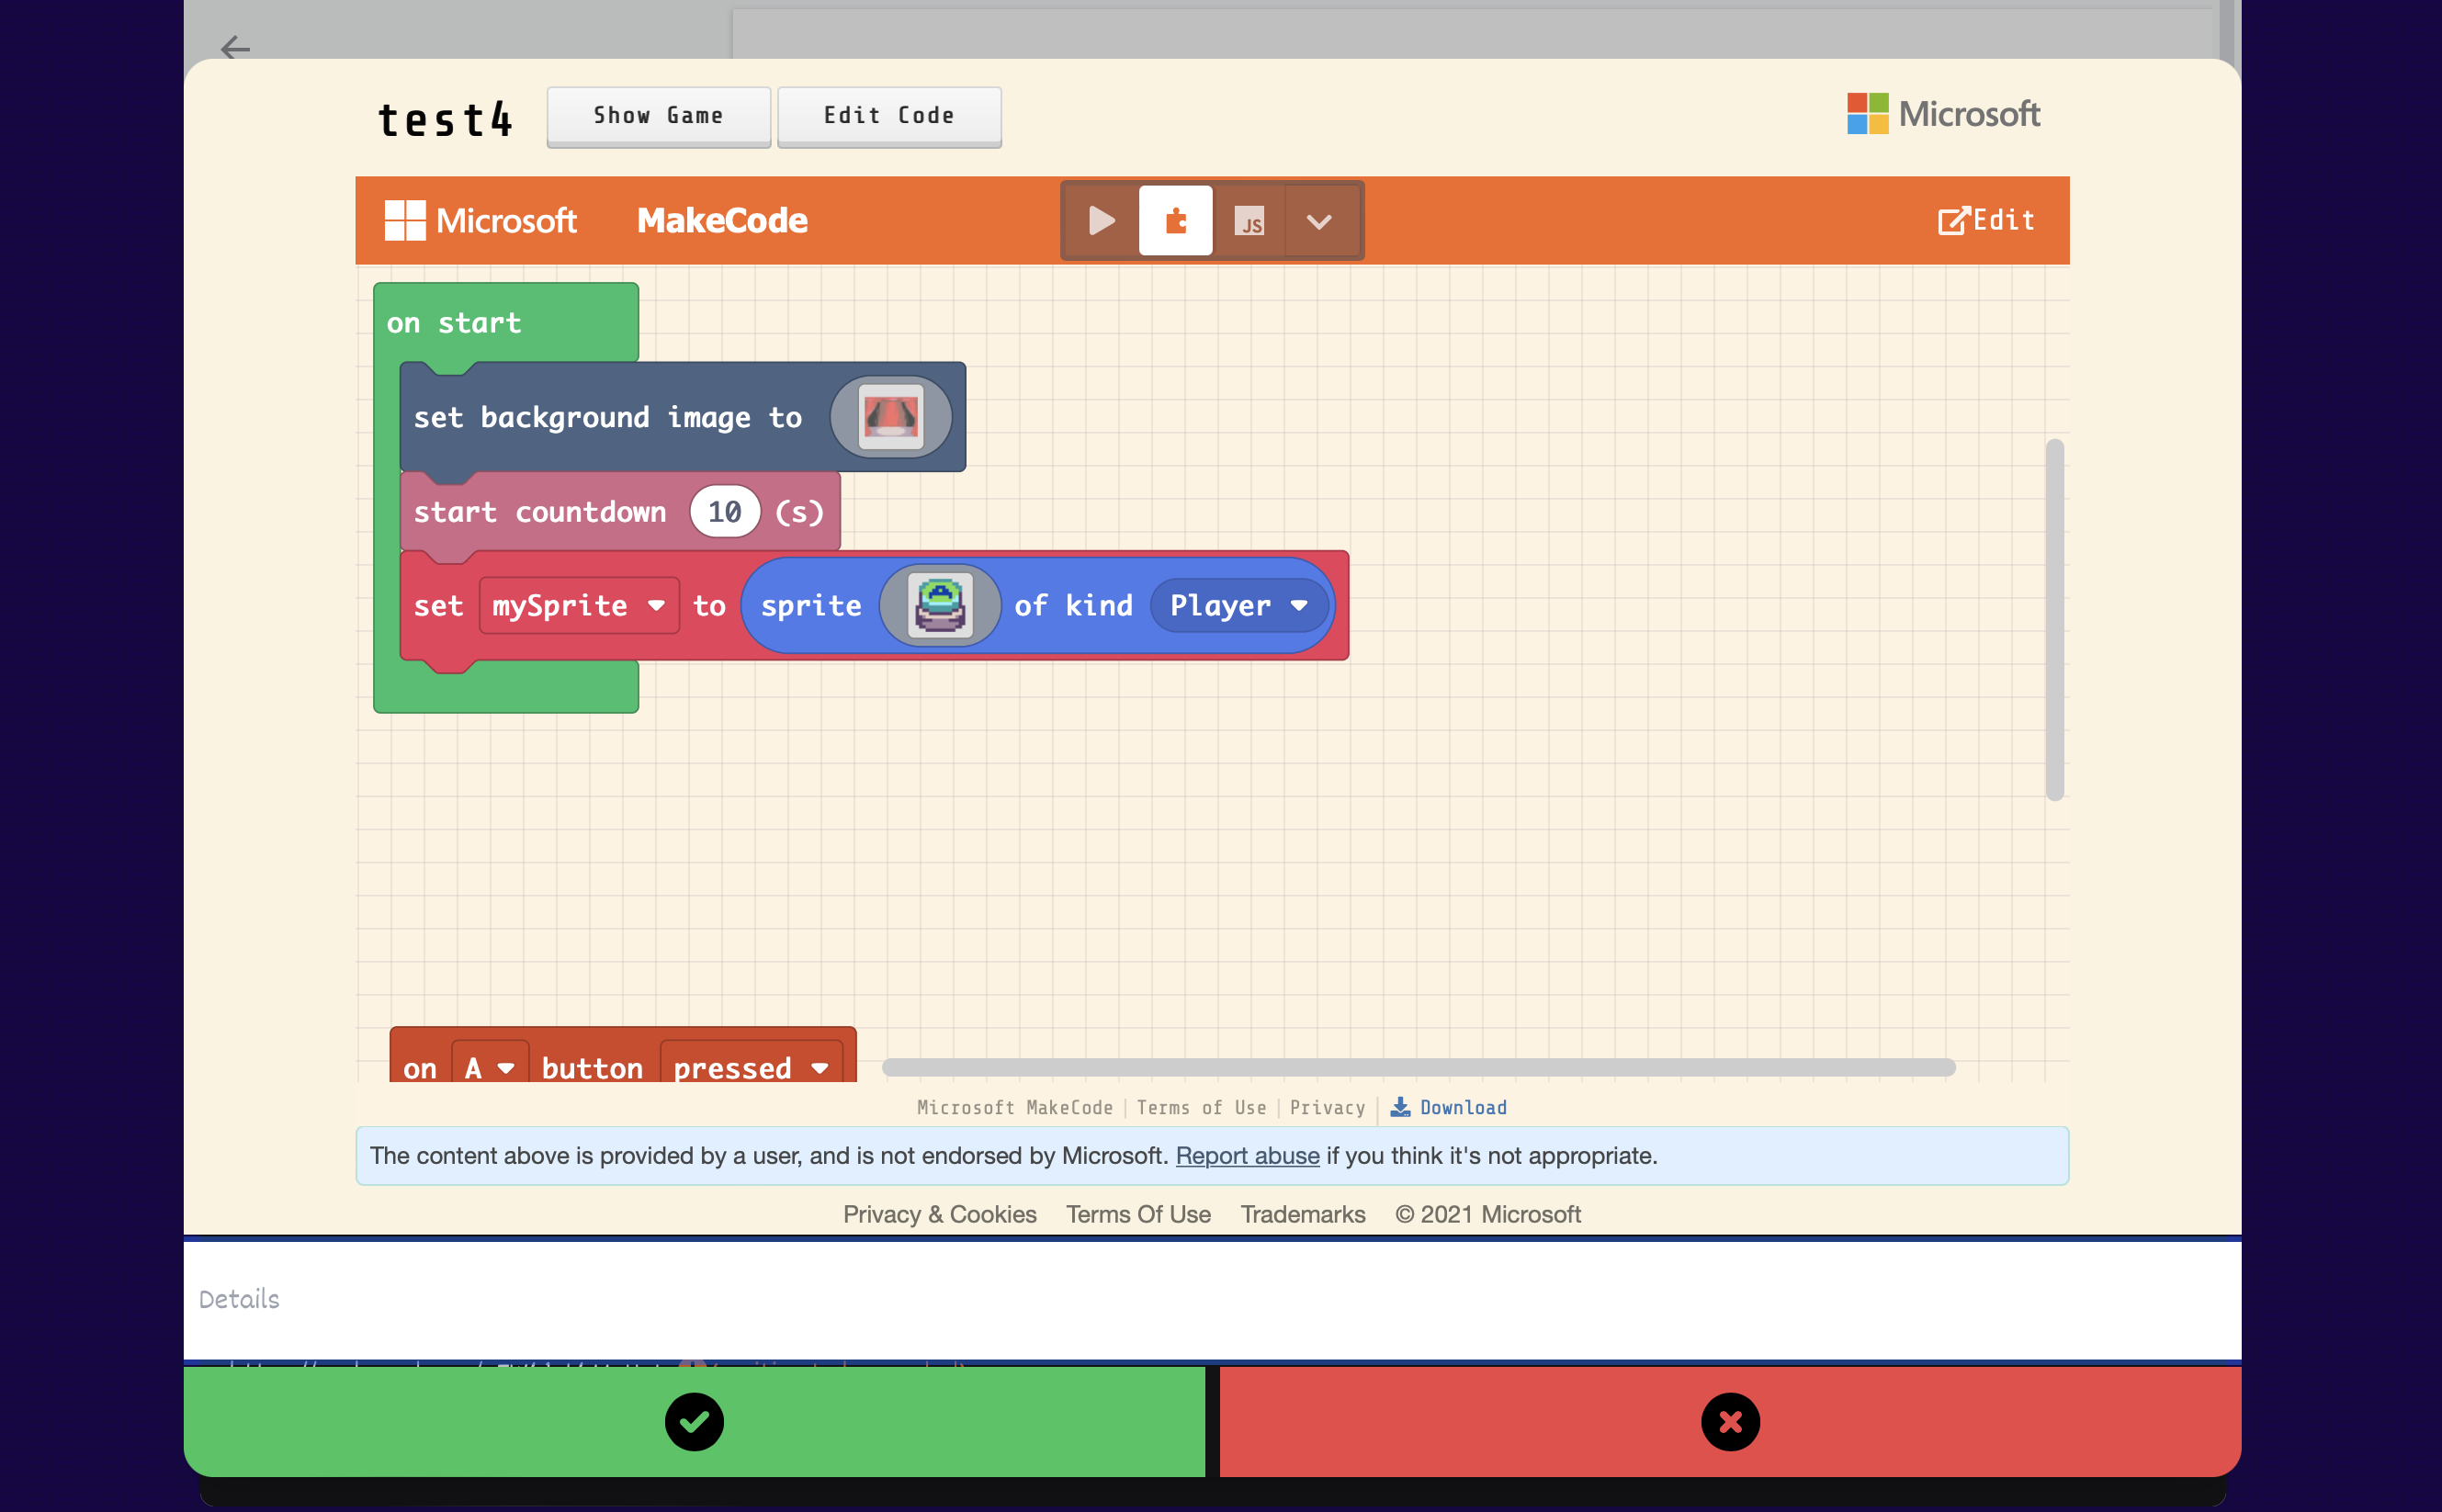 test4 Show Game Edit Code Microsoft
Microsoft MakeCode JS Edit
on start
set background image to
start countdown 10 (s)
set mySprite to sprite of kind Player
on A button pressed
Microsoft MakeCode | Terms of Use | Privacy | Download
The content above is provided by a user, and is not endorsed by Microsoft. Report abuse if you think it's not appropriate.
Privacy & Cookies Terms Of Use Trademarks © 2021 Microsoft
Details